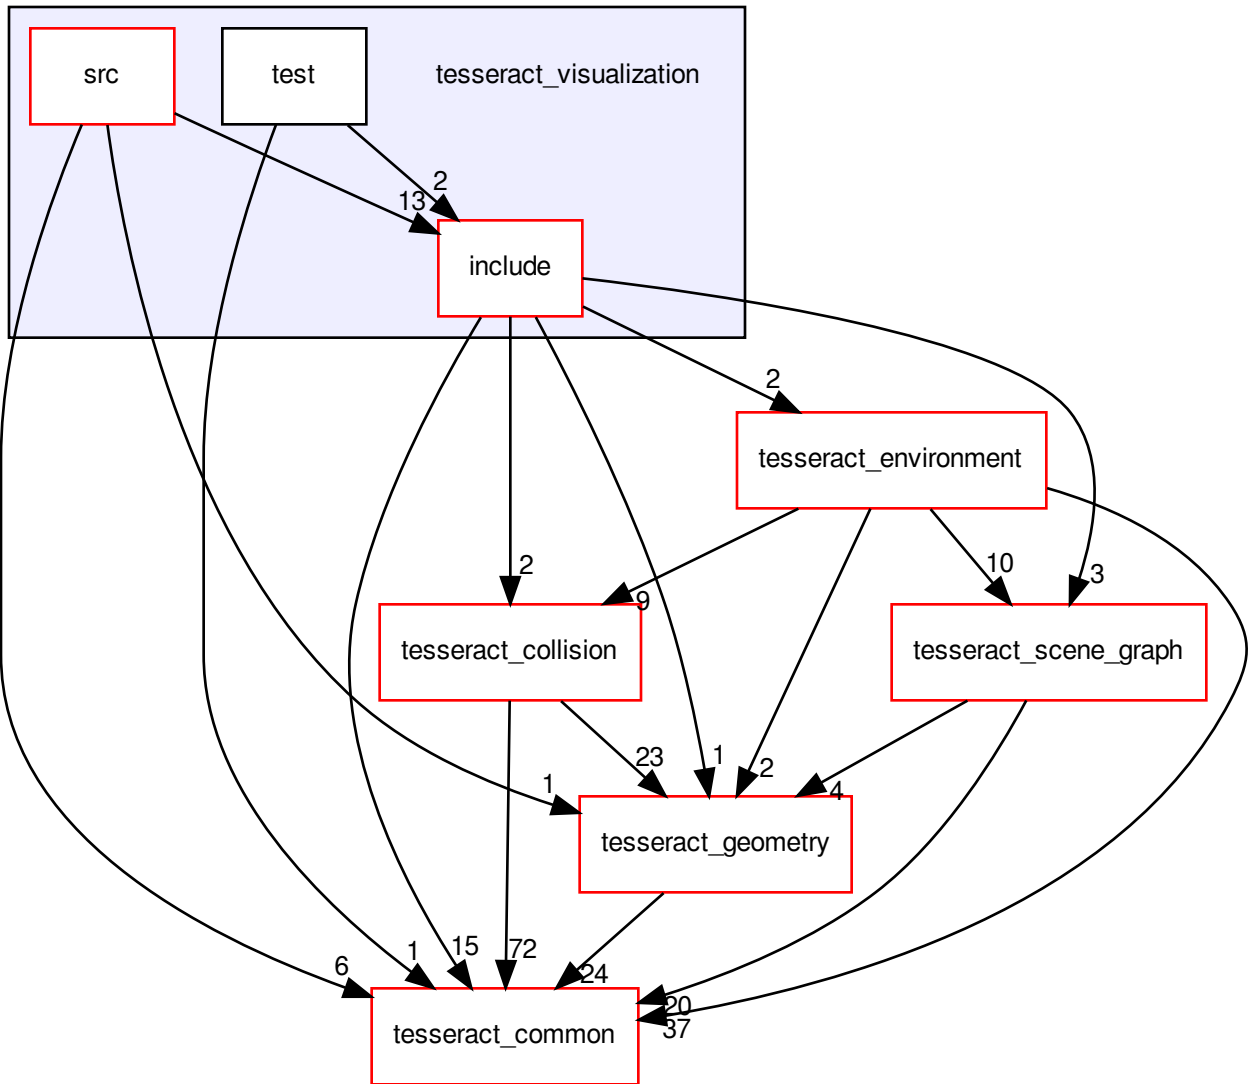 src
test
tesseract_visualization
2
13
include
2
tesseract_environment
2
10
3
9
tesseract_collision
tesseract_scene_graph
23
1
2
1
4
tesseract_geometry
6
1
15
72
24
20
37
tesseract_common